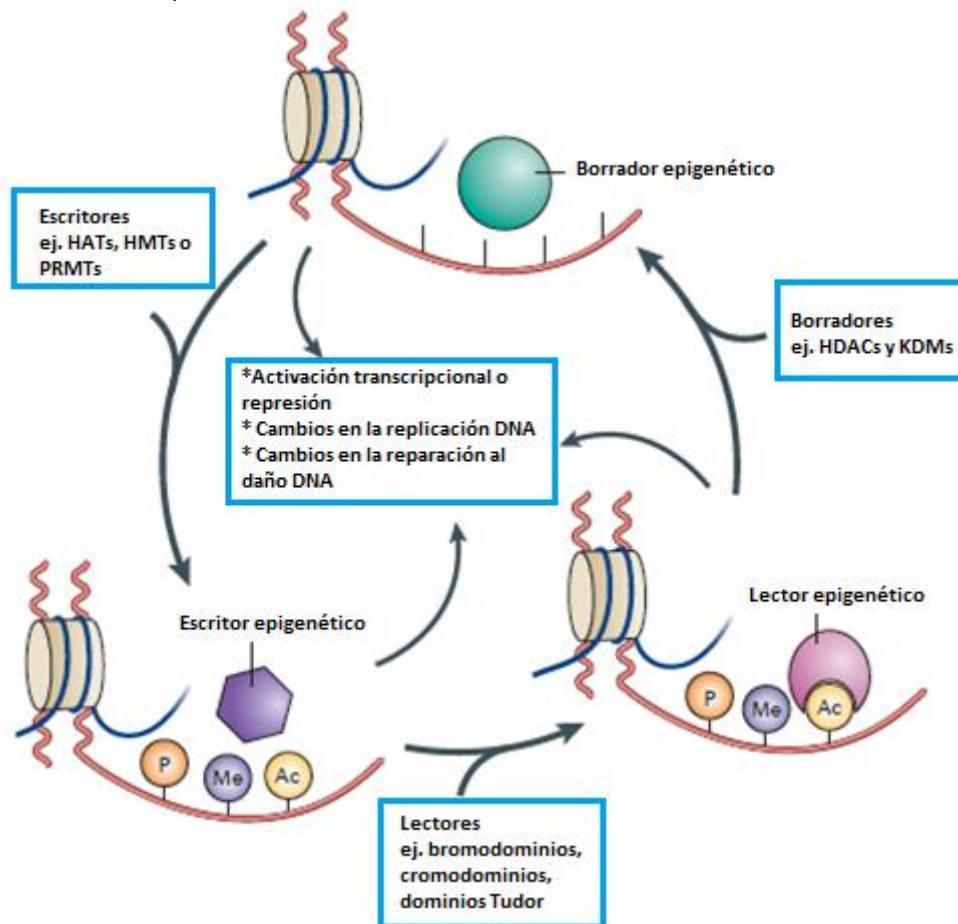 Borrador epigenético
Escritores
ej. HATs, HMTs o
PRMTs
Borradores
ej. HDACs y KDMs
*Activación transcripcional o
represión
* Cambios en la replicación DNA
* Cambios en la reparación al
daño DNA
Escritor epigenético
P
Me
Ac
Lector epigenético
P
Me
Ac
Lectores
ej. bromodominios,
cromodominios,
dominios Tudor